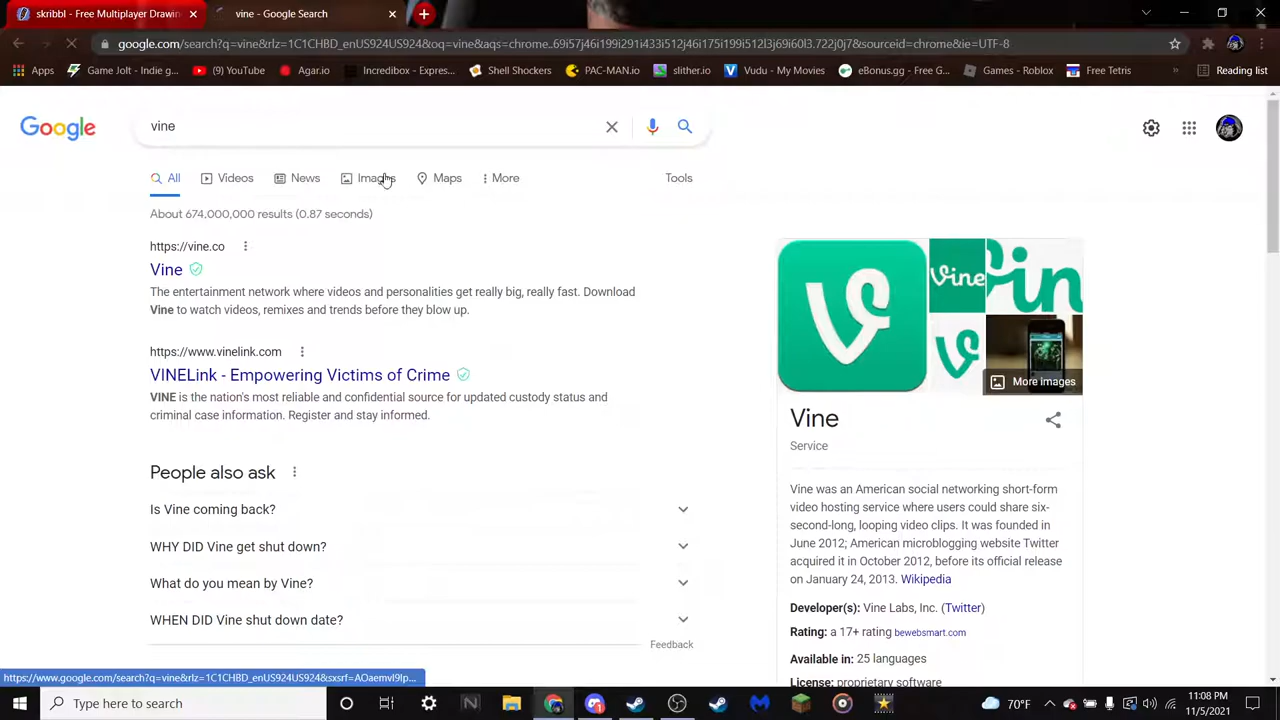 skribbl - Free Multiplayer Drawin
vine - Google Search
google.com/search?q=vine&rlz=1C1CHBD_enUS924US924&oq=vine&aqs=chrome..69i57j46i199i291i433i512j46i175i199i512l3j69i60l3.722j0j7&sourceid=chrome&ie=UTF-8
Apps
Game Jolt - Indie g...
(9) YouTube
Agar.io
Incredibox - Expres...
Shell Shockers
PAC-MAN.io
slither.io
Vudu - My Movies
eBonus.gg - Free G...
Games - Roblox
Free Tetris
Reading list
Google
vine
All
Videos
News
Images
Maps
More
Tools
About 674,000,000 results (0.87 seconds)
https://vine.co
Vine
The entertainment network where videos and personalities get really big, really fast. Download
Vine to watch videos, remixes and trends before they blow up.
https://www.vinelink.com
VINELink - Empowering Victims of Crime
VINE is the nation's most reliable and confidential source for updated custody status and
criminal case information. Register and stay informed.
People also ask
Is Vine coming back?
WHY DID Vine get shut down?
What do you mean by Vine?
WHEN DID Vine shut down date?
Feedback
Vine
More images
Vine
Service
Vine was an American social networking short-form
video hosting service where users could share six-
second-long, looping video clips. It was founded in
June 2012; American microblogging website Twitter
acquired it in October 2012, before its official release
on January 24, 2013. Wikipedia
Developer(s): Vine Labs, Inc. (Twitter)
Rating: a 17+ rating bewebsmart.com
Available in: 25 languages
License: proprietary software
Type here to search
70°F
11:08 PM
11/5/2021